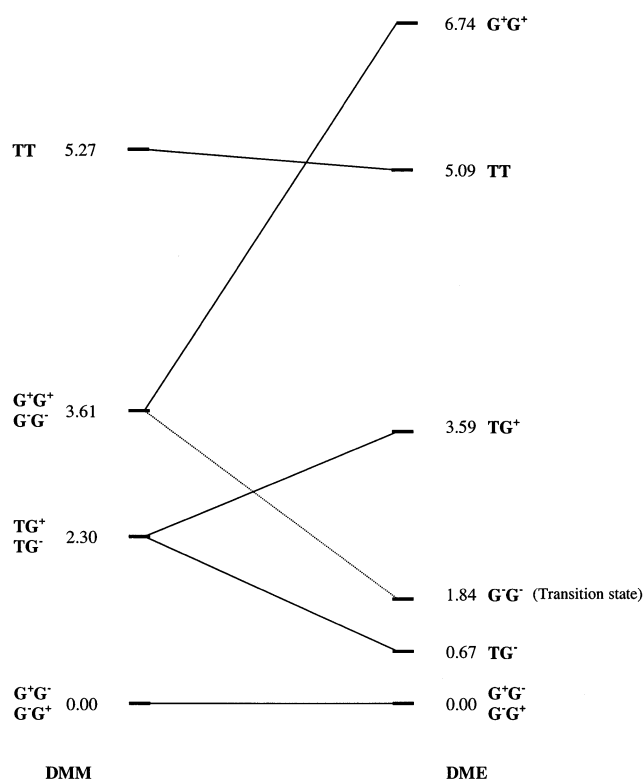 6.74 G⁺G⁺
TT 5.27
5.09 TT
G⁺G⁺
G⁻G⁻ 3.61
3.59 TG⁺
TG⁺
TG⁻ 2.30
1.84 G⁻G⁻ (Transition state)
0.67 TG⁻
G⁺G⁻
G⁻G⁺ 0.00
0.00 G⁺G⁻
G⁻G⁺
DMM DME